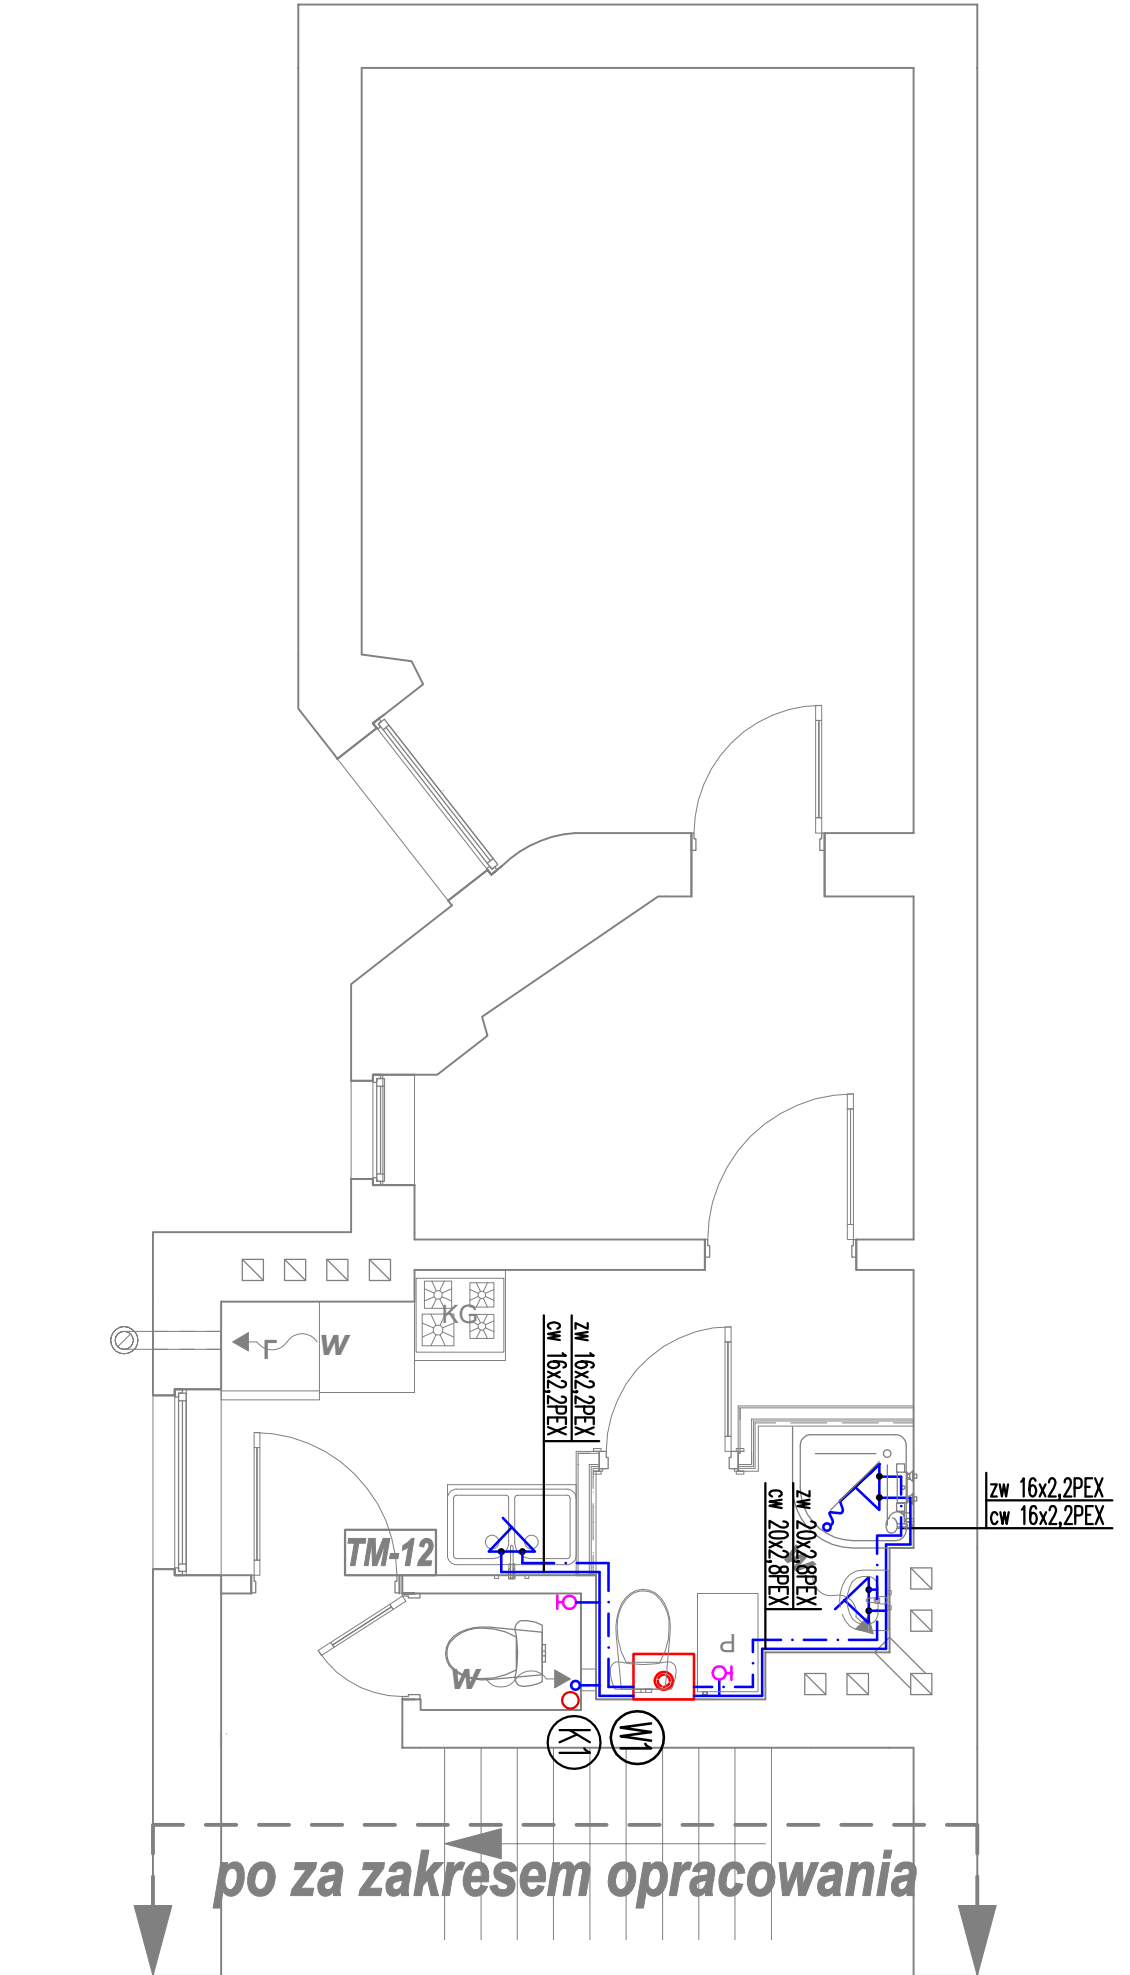 KG
W
Г
zw 16x2,2PEX
cw 16x2,2PEX
zw 16x2,2PEX
cw 16x2,2PEX
zw 20x2,8PEX
cw 20x2,8PEX
TM-12
P
W
K1
W1
po za zakresem opracowania